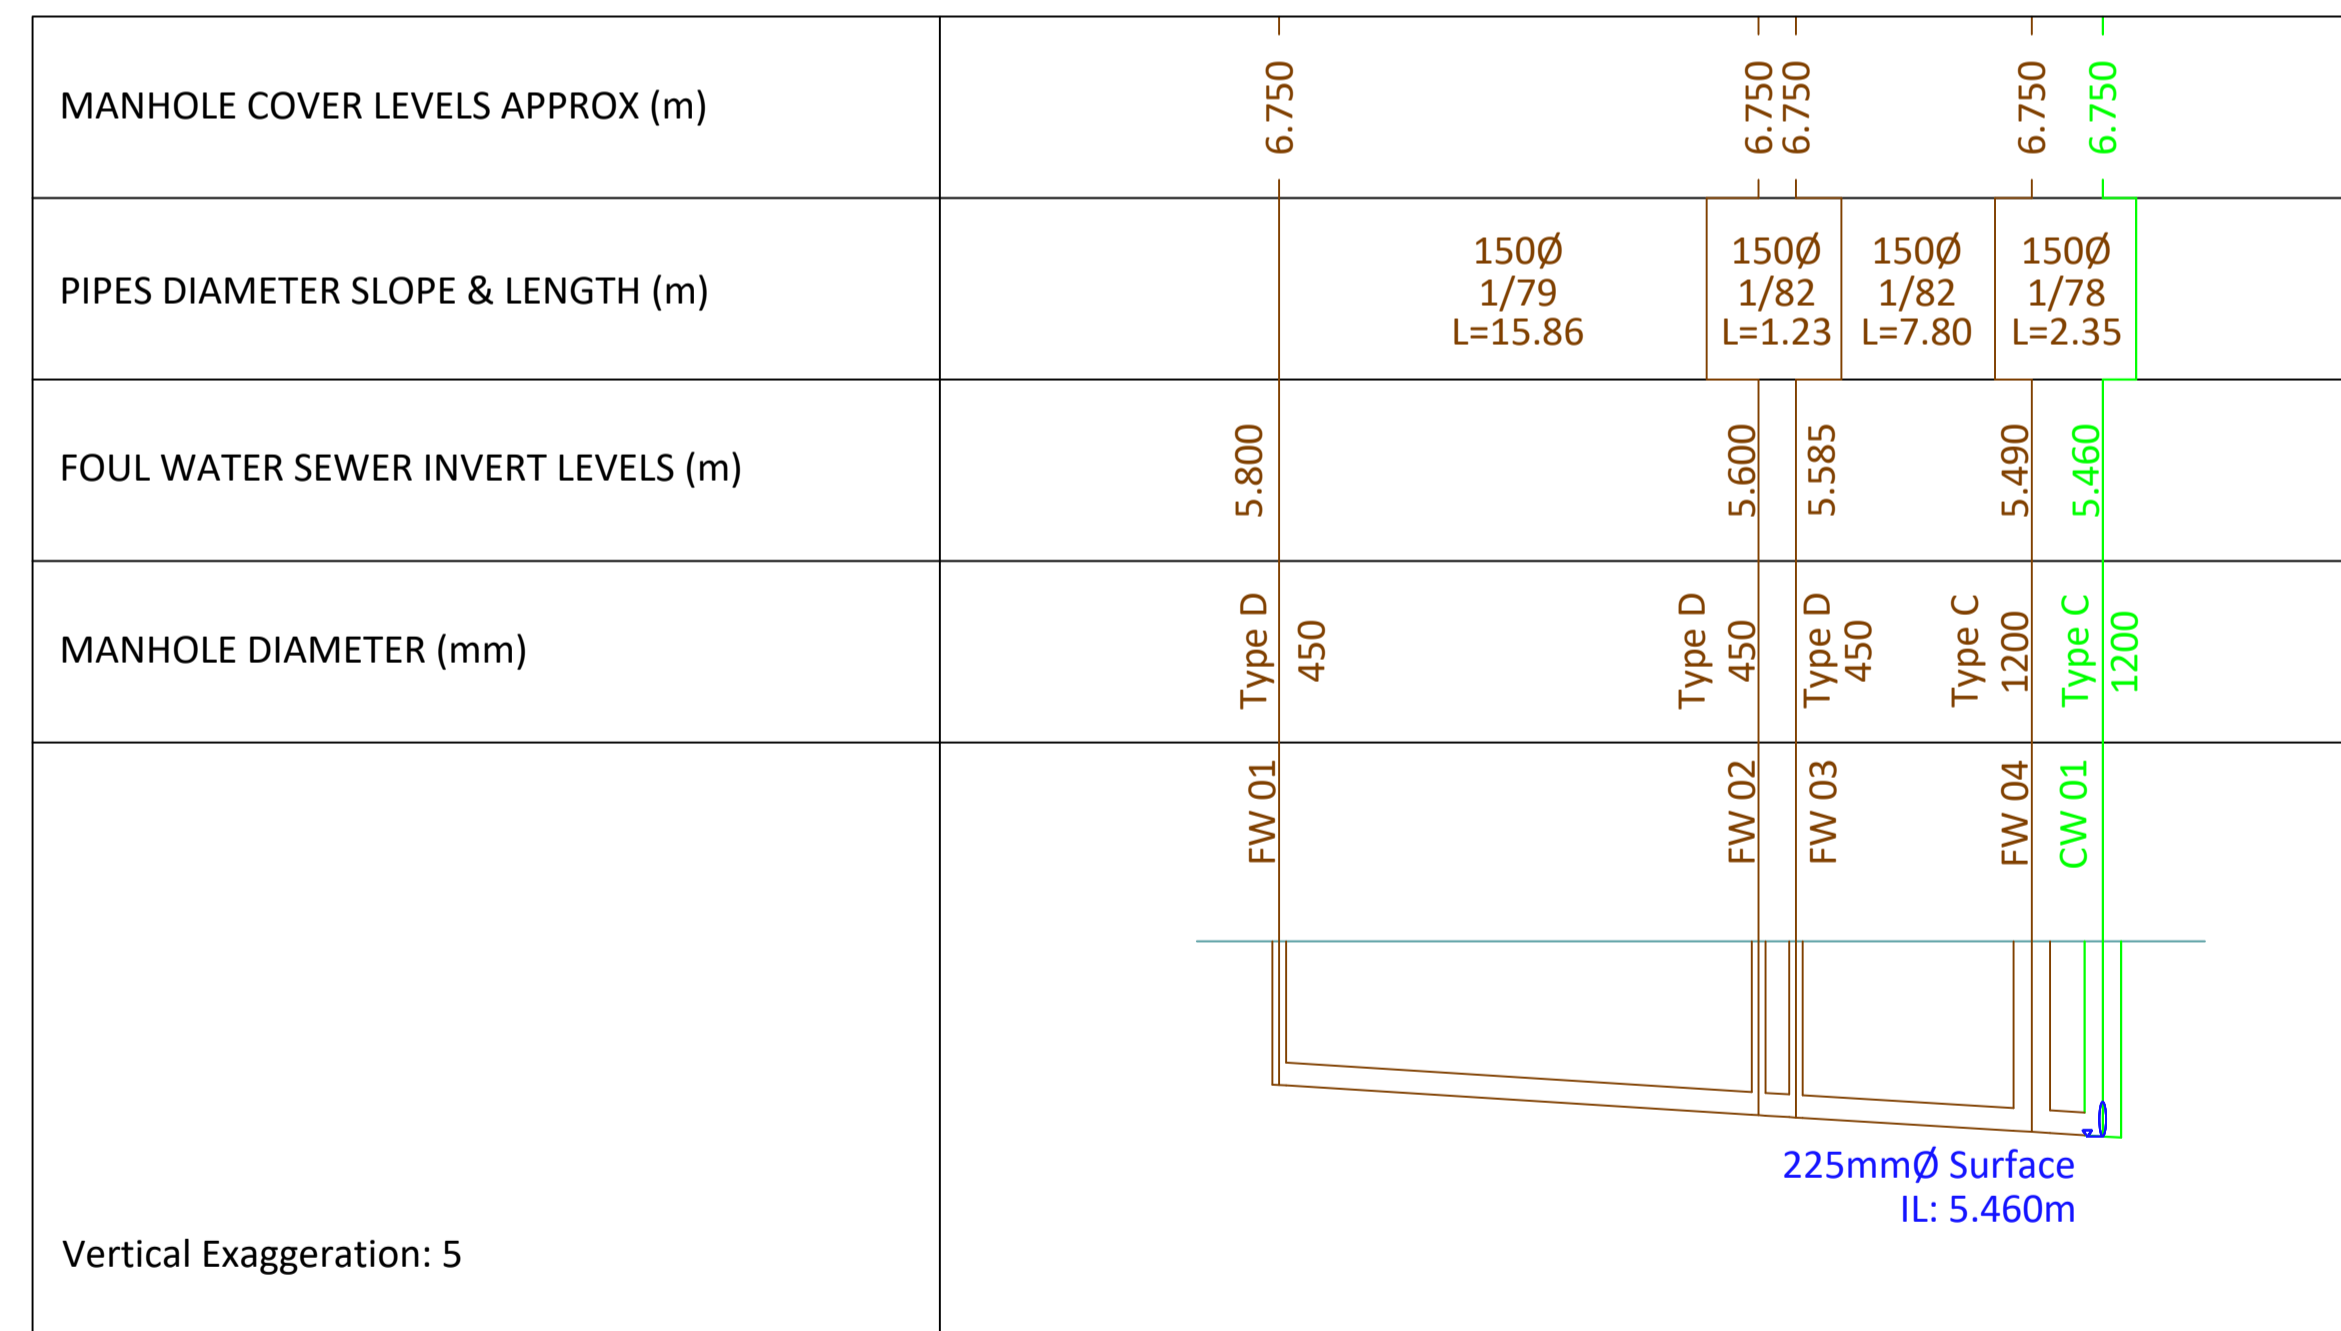 MANHOLE COVER LEVELS APPROX (m)
6.750
6.750
6.750
6.750
6.750
PIPES DIAMETER SLOPE & LENGTH (m)
150Ø
1/79
L=15.86
150Ø
1/82
L=1.23
150Ø
1/82
L=7.80
150Ø
1/78
L=2.35
FOUL WATER SEWER INVERT LEVELS (m)
5.800
5.600
5.585
5.490
5.460
MANHOLE DIAMETER (mm)
Type D
450
Type D
450
Type D
450
Type C
1200
Type C
1200
FW 01
FW 02
FW 03
FW 04
CW 01
225mmØ Surface
IL: 5.460m
Vertical Exaggeration: 5